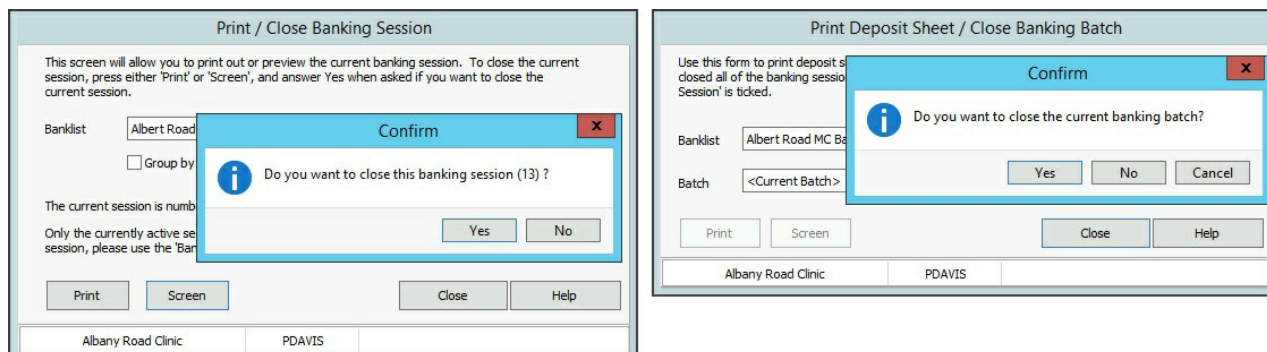 Print / Close Banking Session
This screen will allow you to print out or preview the current banking session. To close the current
session, press either 'Print' or 'Screen', and answer Yes when asked if you want to close the
current session.
Banklist
Albert Road
Group by
Confirm
x
Do you want to close this banking session (13) ?
Yes
No
The current session is numb
Only the currently active se
session, please use the 'Ban
Print
Screen
Close
Help
Albany Road Clinic
PDAVIS
Print Deposit Sheet / Close Banking Batch
Use this form to print deposit s
closed all of the banking sessio
Session' is ticked.
Confirm
x
Do you want to close the current banking batch?
Yes
No
Cancel
Banklist
Albert Road MC Ba
Batch
<Current Batch>
Print
Screen
Close
Help
Albany Road Clinic
PDAVIS